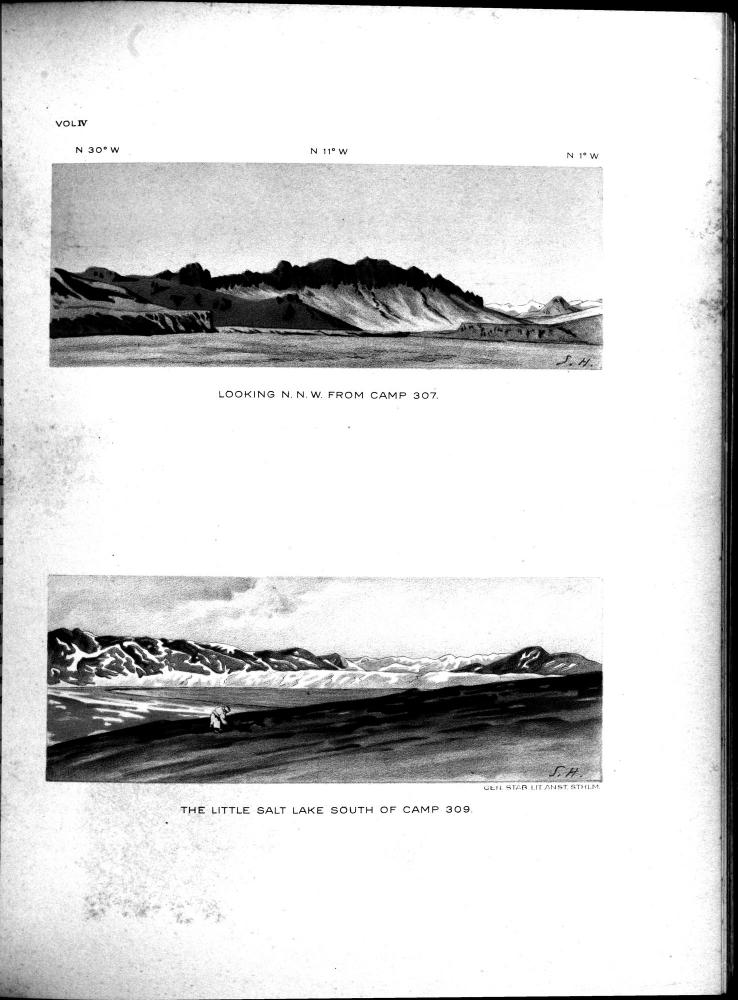 VOL IV
N 30° W N 11° W N 1° W
S. H.
LOOKING N. N. W. FROM CAMP 307.
S. H.
GEN. STAB. LIT. ANST. STHLM.
THE LITTLE SALT LAKE SOUTH OF CAMP 309.